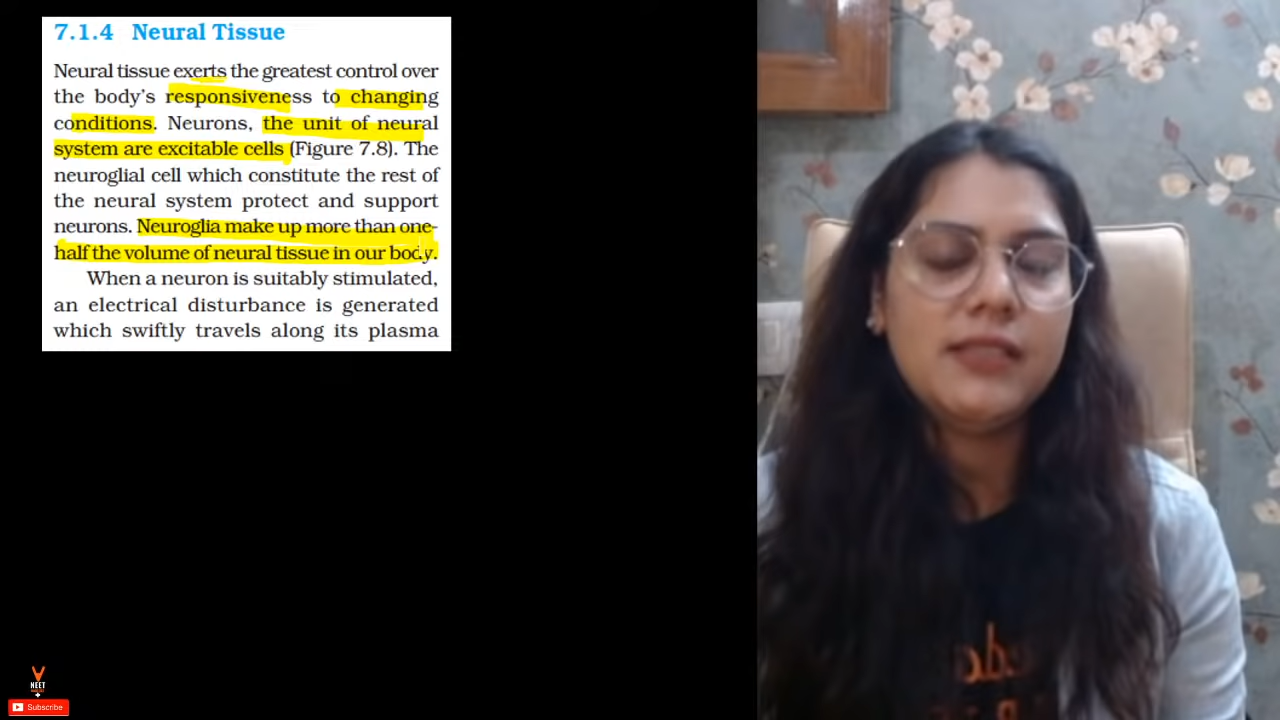 7.1.4 Neural Tissue
Neural tissue exerts the greatest control over
the body's responsiveness to changing
conditions. Neurons, the unit of neural
system are excitable cells (Figure 7.8). The
neuroglial cell which constitute the rest of
the neural system protect and support
neurons. Neuroglia make up more than one-
half the volume of neural tissue in our body.
When a neuron is suitably stimulated,
an electrical disturbance is generated
which swiftly travels along its plasma
NEET
Subscribe